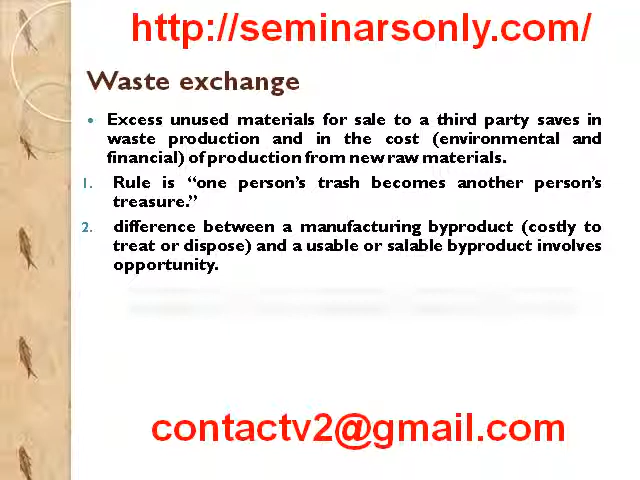 http://seminarsonly.com/
Waste exchange
• Excess unused materials for sale to a third party saves in
waste production and in the cost (environmental and
financial) of production from new raw materials.
1. Rule is “one person’s trash becomes another person’s
treasure.”
2. difference between a manufacturing byproduct (costly to
treat or dispose) and a usable or salable byproduct involves
opportunity.
contactv2@gmail.com